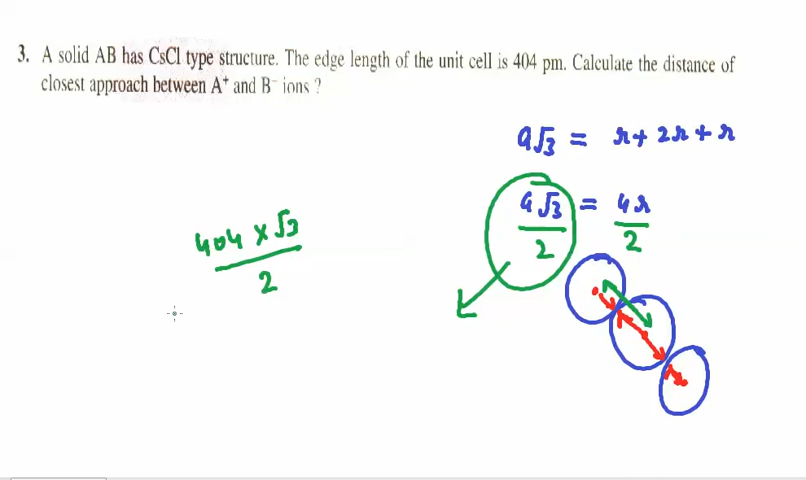 3. A solid AB has CsCl type structure. The edge length of the unit cell is 404 pm. Calculate the distance of
closest approach between A⁺ and B⁻ ions ?
a√3 = r + 2r + r
a√3 / 2 = 4r / 2
404 × √3 / 2